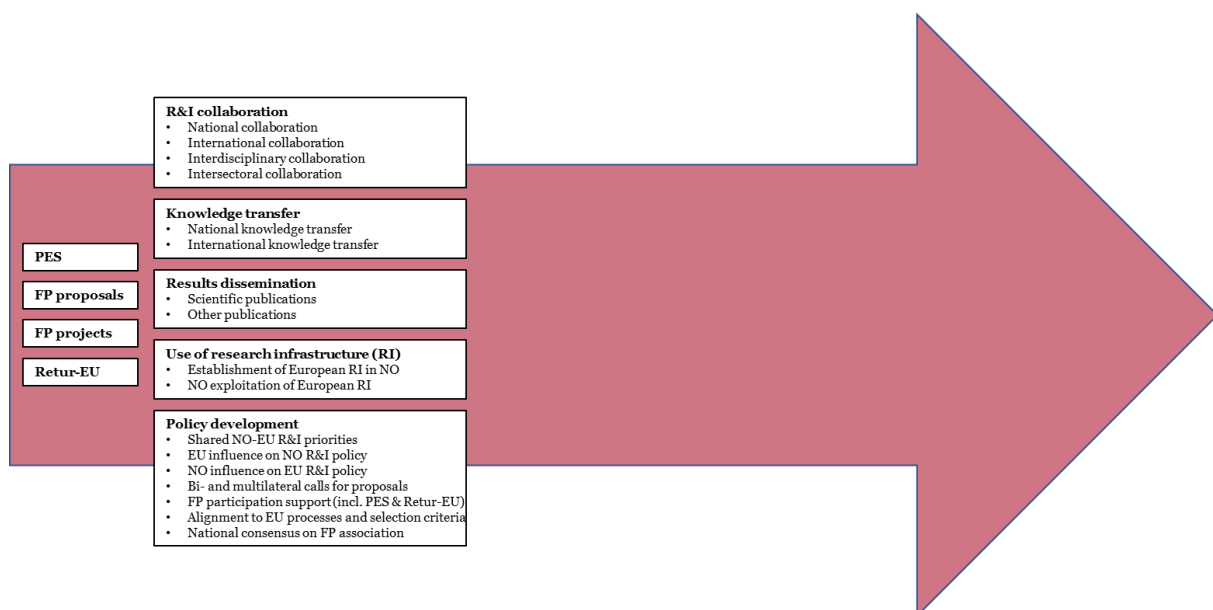 PES
FP proposals
FP projects
Retur-EU
R&I collaboration
• National collaboration
• International collaboration
• Interdisciplinary collaboration
• Intersectoral collaboration
Knowledge transfer
• National knowledge transfer
• International knowledge transfer
Results dissemination
• Scientific publications
• Other publications
Use of research infrastructure (RI)
• Establishment of European RI in NO
• NO exploitation of European RI
Policy development
• Shared NO-EU R&I priorities
• EU influence on NO R&I policy
• NO influence on EU R&I policy
• Bi- and multilateral calls for proposals
• FP participation support (incl. PES & Retur-EU)
• Alignment to EU processes and selection criteria
• National consensus on FP association